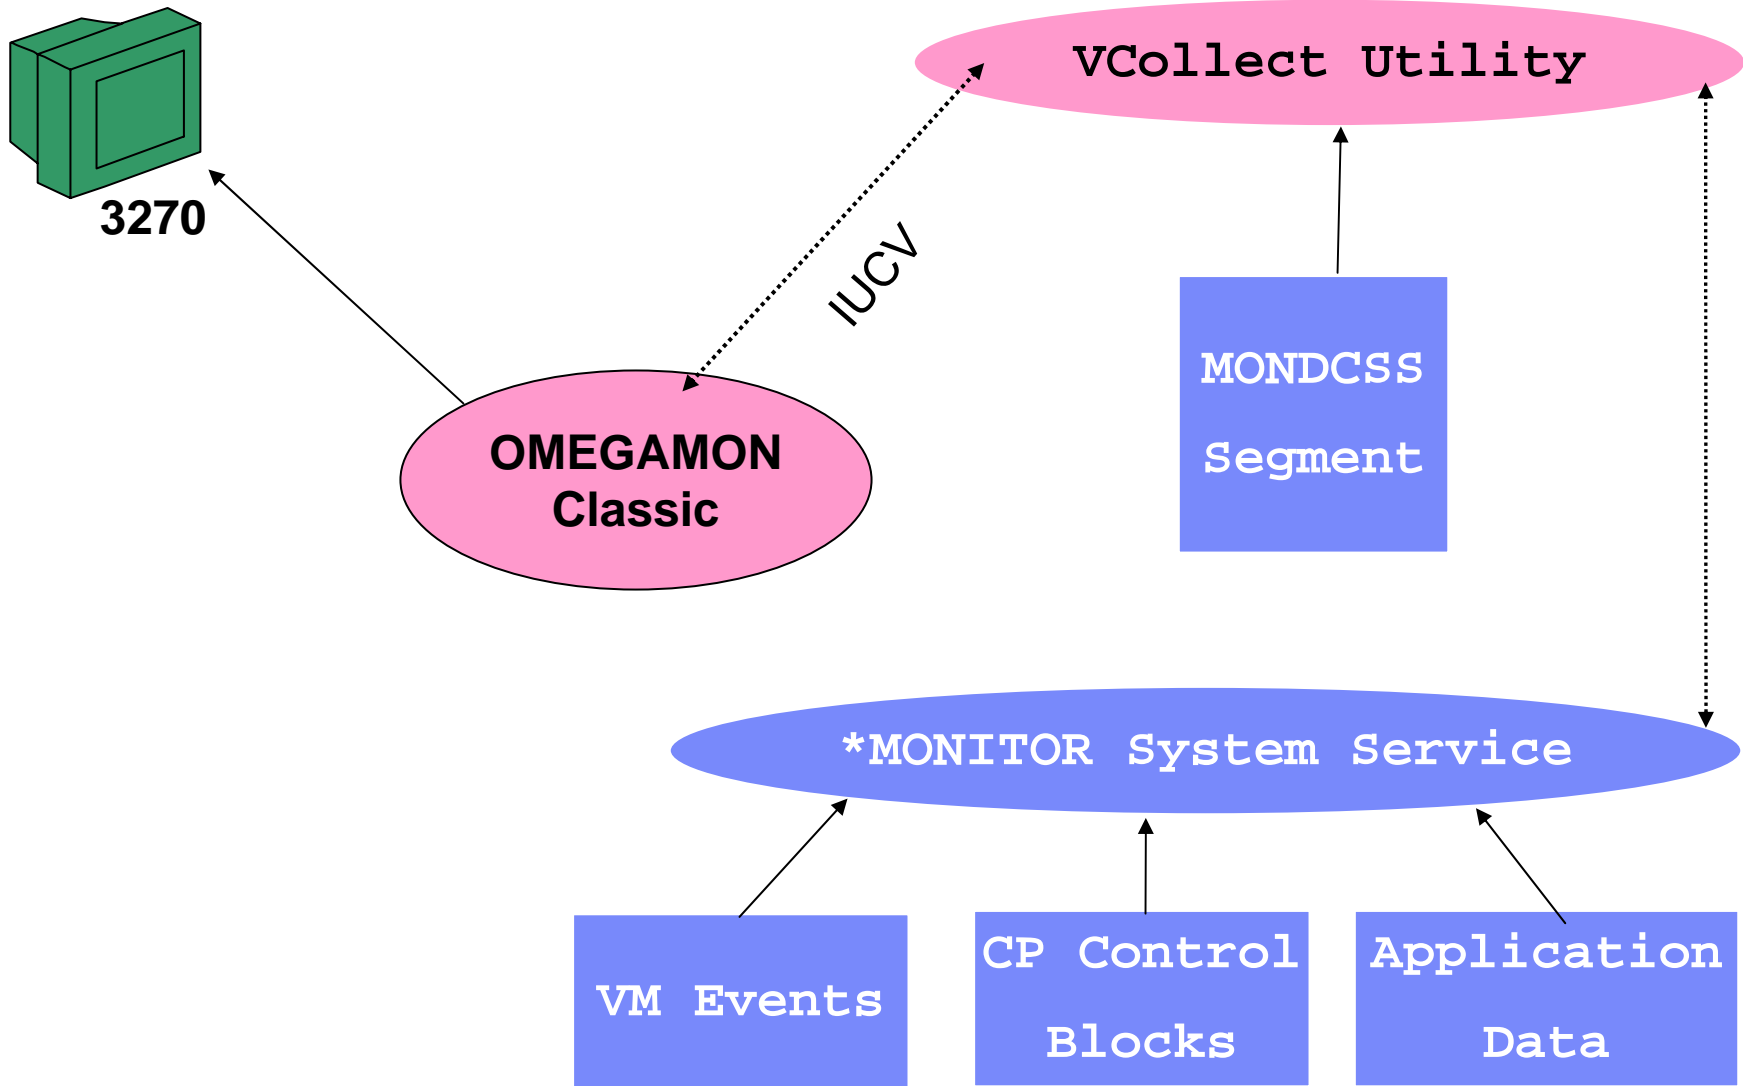 VCollect Utility
3270
IUCV
MONDCSS
Segment
OMEGAMON
Classic
*MONITOR System Service
VM Events
CP Control
Blocks
Application
Data